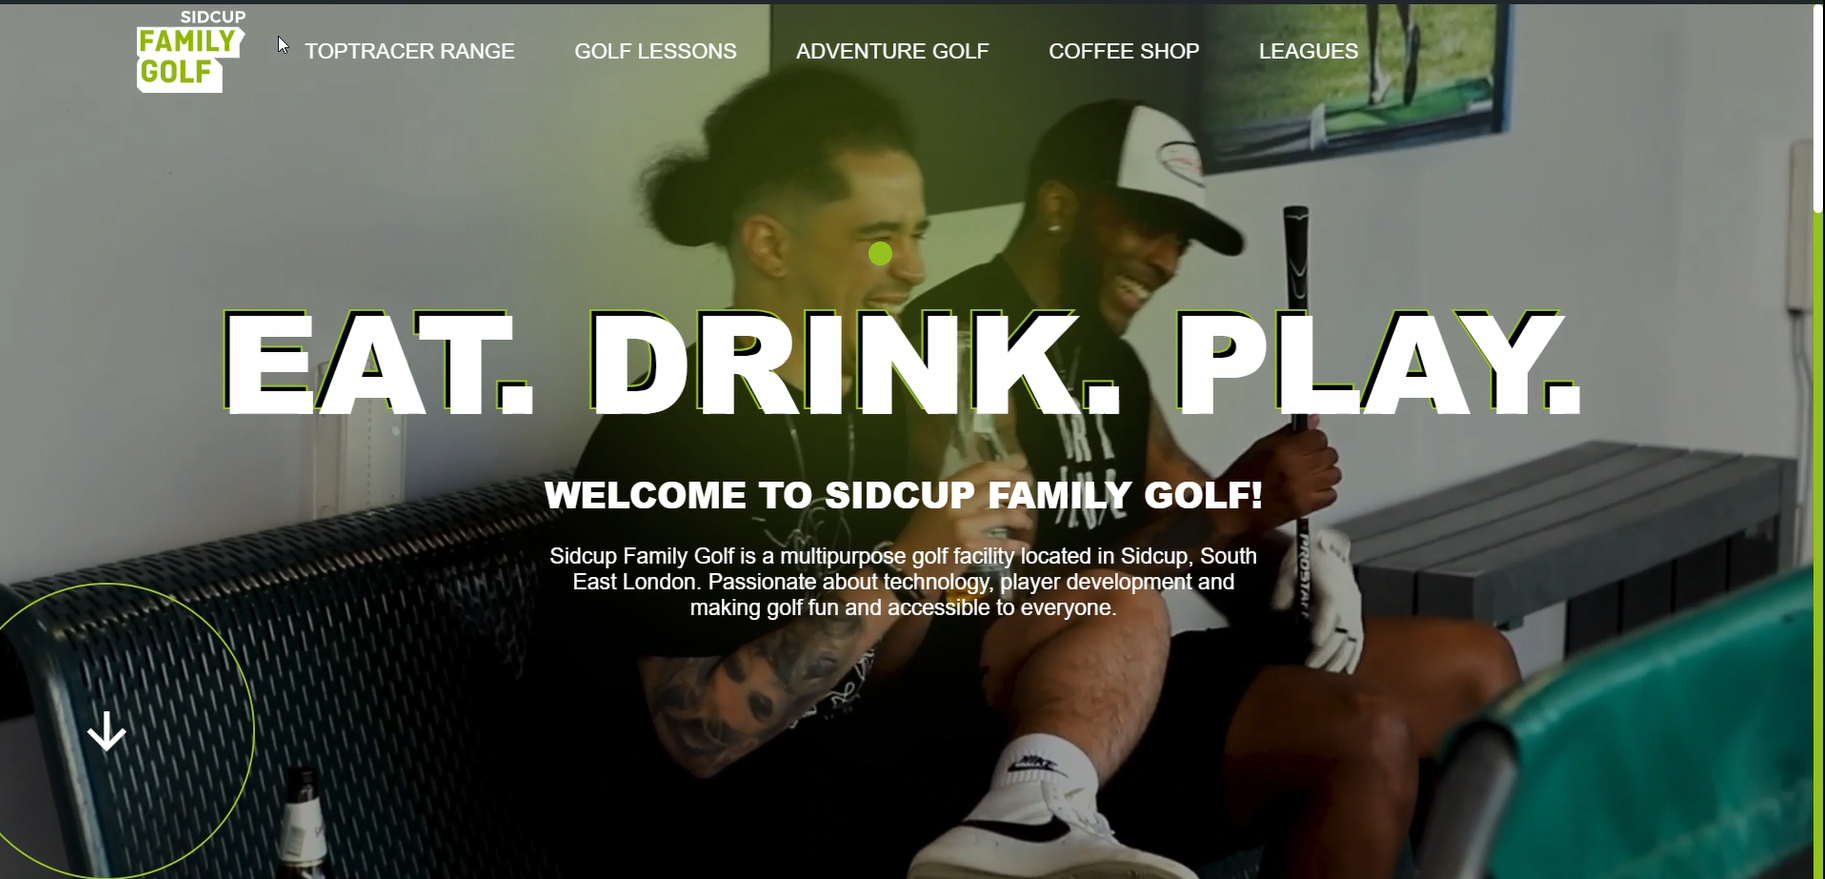 SIDCUP
FAMILY
GOLF
TOPTRACER RANGE
GOLF LESSONS
ADVENTURE GOLF
COFFEE SHOP
LEAGUES
EAT. DRINK. PLAY.
WELCOME TO SIDCUP FAMILY GOLF!
Sidcup Family Golf is a multipurpose golf facility located in Sidcup, South
East London. Passionate about technology, player development and
making golf fun and accessible to everyone.
NIKE